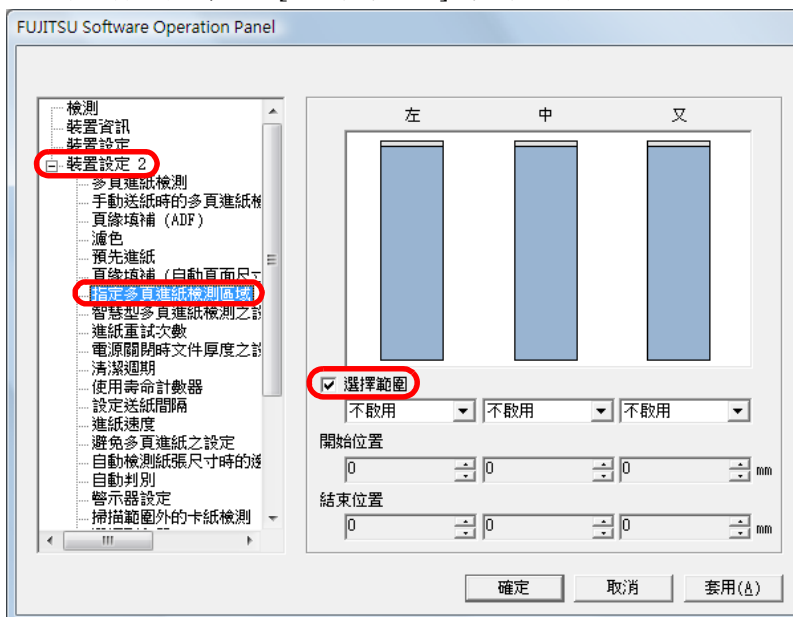 FUJITSU Software Operation Panel
檢測
裝置資訊
裝置設定
裝置設定 2
多頁進紙檢測
手動送紙時的多頁進紙檢
頁緣填補 (ADF)
濾色
預先進紙
頁緣填補 (自動頁面尺寸
指定多頁進紙檢測區域
智慧型多頁進紙檢測之設
進紙重試次數
電源關閉時文件厚度之設
清潔週期
使用壽命計數器
設定送紙間隔
進紙速度
避免多頁進紙之設定
自動檢測紙張尺寸時的選
自動判別
警示器設定
掃描範圍外的卡紙檢測
左 中 又
選擇範圍
不啟用 不啟用 不啟用
開始位置
0 0 0 mm
結束位置
0 0 0 mm
確定 取消 套用(A)